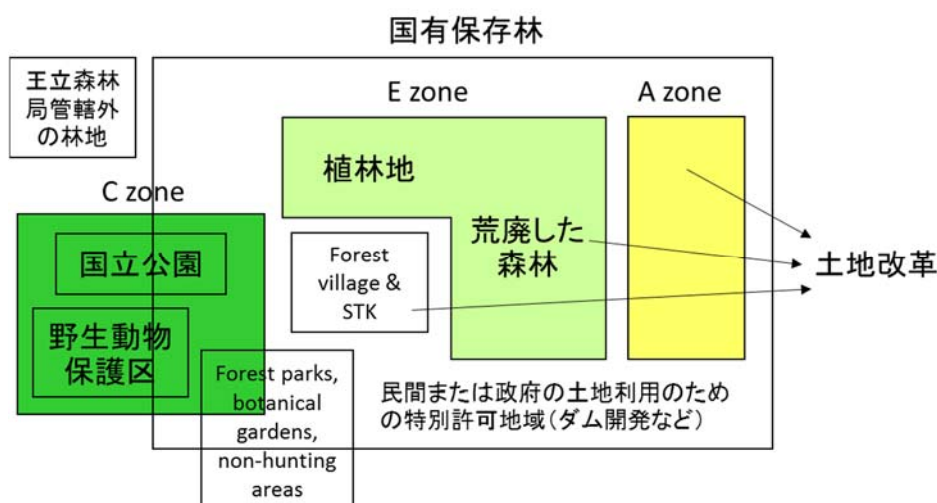 国有保存林
王立森林
局管轄外
の林地
E zone
A zone
植林地
C zone
荒廃した
森林
国立公園
Forest
village &
STK
土地改革
野生動物
保護区
Forest parks,
botanical
gardens,
non-hunting
areas
民間または政府の土地利用のため
の特別許可地域(ダム開発など)